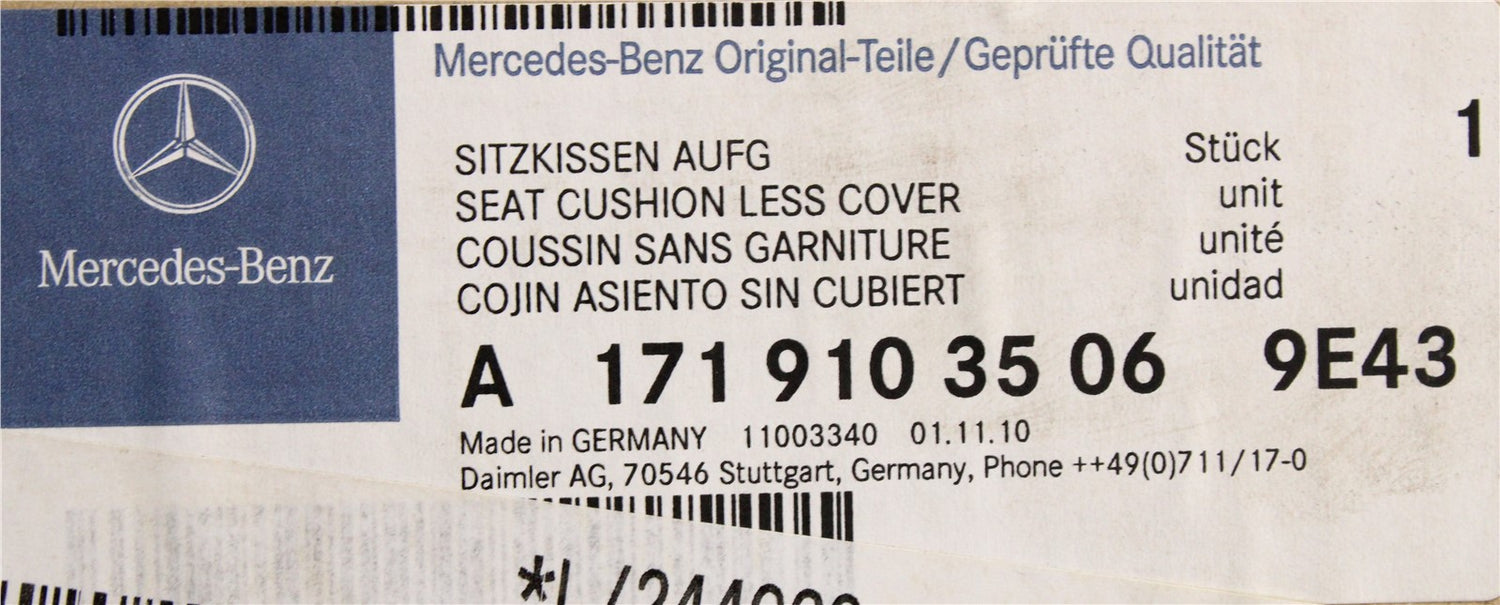 Mercedes-Benz Original-Teile/Geprüfte Qualität
Mercedes-Benz
1
SITZKISSEN AUFG Stück
SEAT CUSHION LESS COVER unit
COUSSIN SANS GARNITURE unité
COJIN ASIENTO SIN CUBIERT unidad
A 171 910 35 06 9E43
Made in GERMANY 11003340 01.11.10
Daimler AG, 70546 Stuttgart, Germany, Phone ++49(0)711/17-0